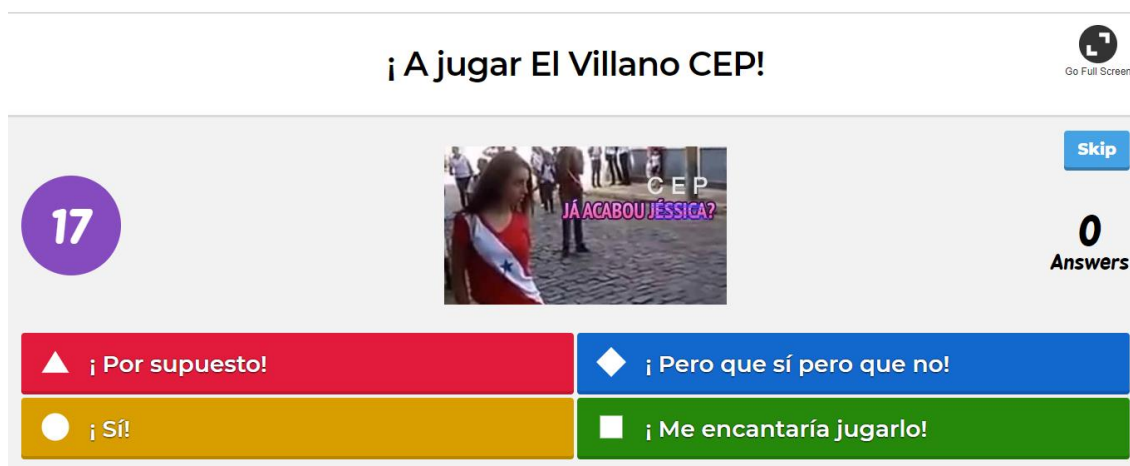 ¡ A jugar El Villano CEP!
Go Full Screen
Skip
17
C E P
JÁ ACABOU JÉSSICA?
0
Answers
¡ Por supuesto!
¡ Pero que sí pero que no!
¡ Sí!
¡ Me encantaría jugarlo!